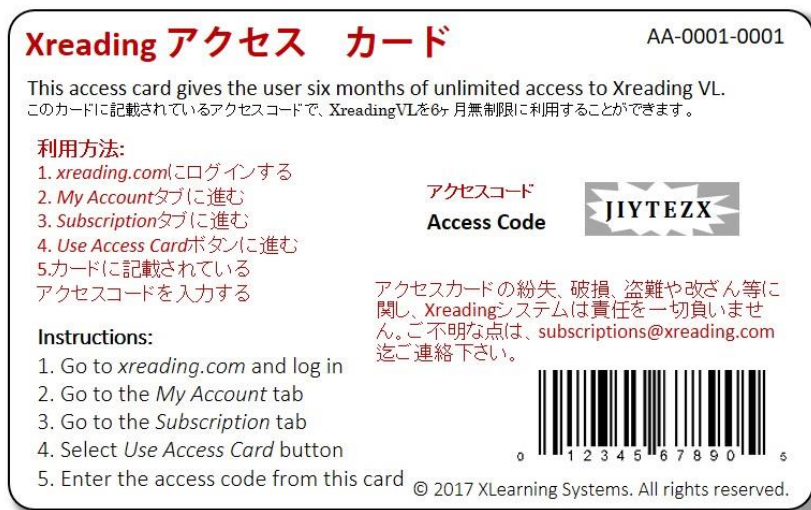 Xreading アクセス カード
AA-0001-0001
This access card gives the user six months of unlimited access to Xreading VL.
このカードに記載されているアクセスコードで、XreadingVLを6ヶ月無制限に利用することができます。
利用方法:
1. xreading.comにログインする
2. My Accountタブに進む
3. Subscriptionタブに進む
4. Use Access Cardボタンに進む
5.カードに記載されている
アクセスコードを入力する
アクセスコード
Access Code
JIYTEZX
アクセスカードの紛失、破損、盗難や改ざん等に
関し、Xreadingシステムは責任を一切負いませ
ん。ご不明な点は、subscriptions@xreading.com
迄ご連絡下さい。
Instructions:
1. Go to xreading.com and log in
2. Go to the My Account tab
3. Go to the Subscription tab
4. Select Use Access Card button
5. Enter the access code from this card
0 12345 67890 5
© 2017 XLearning Systems. All rights reserved.